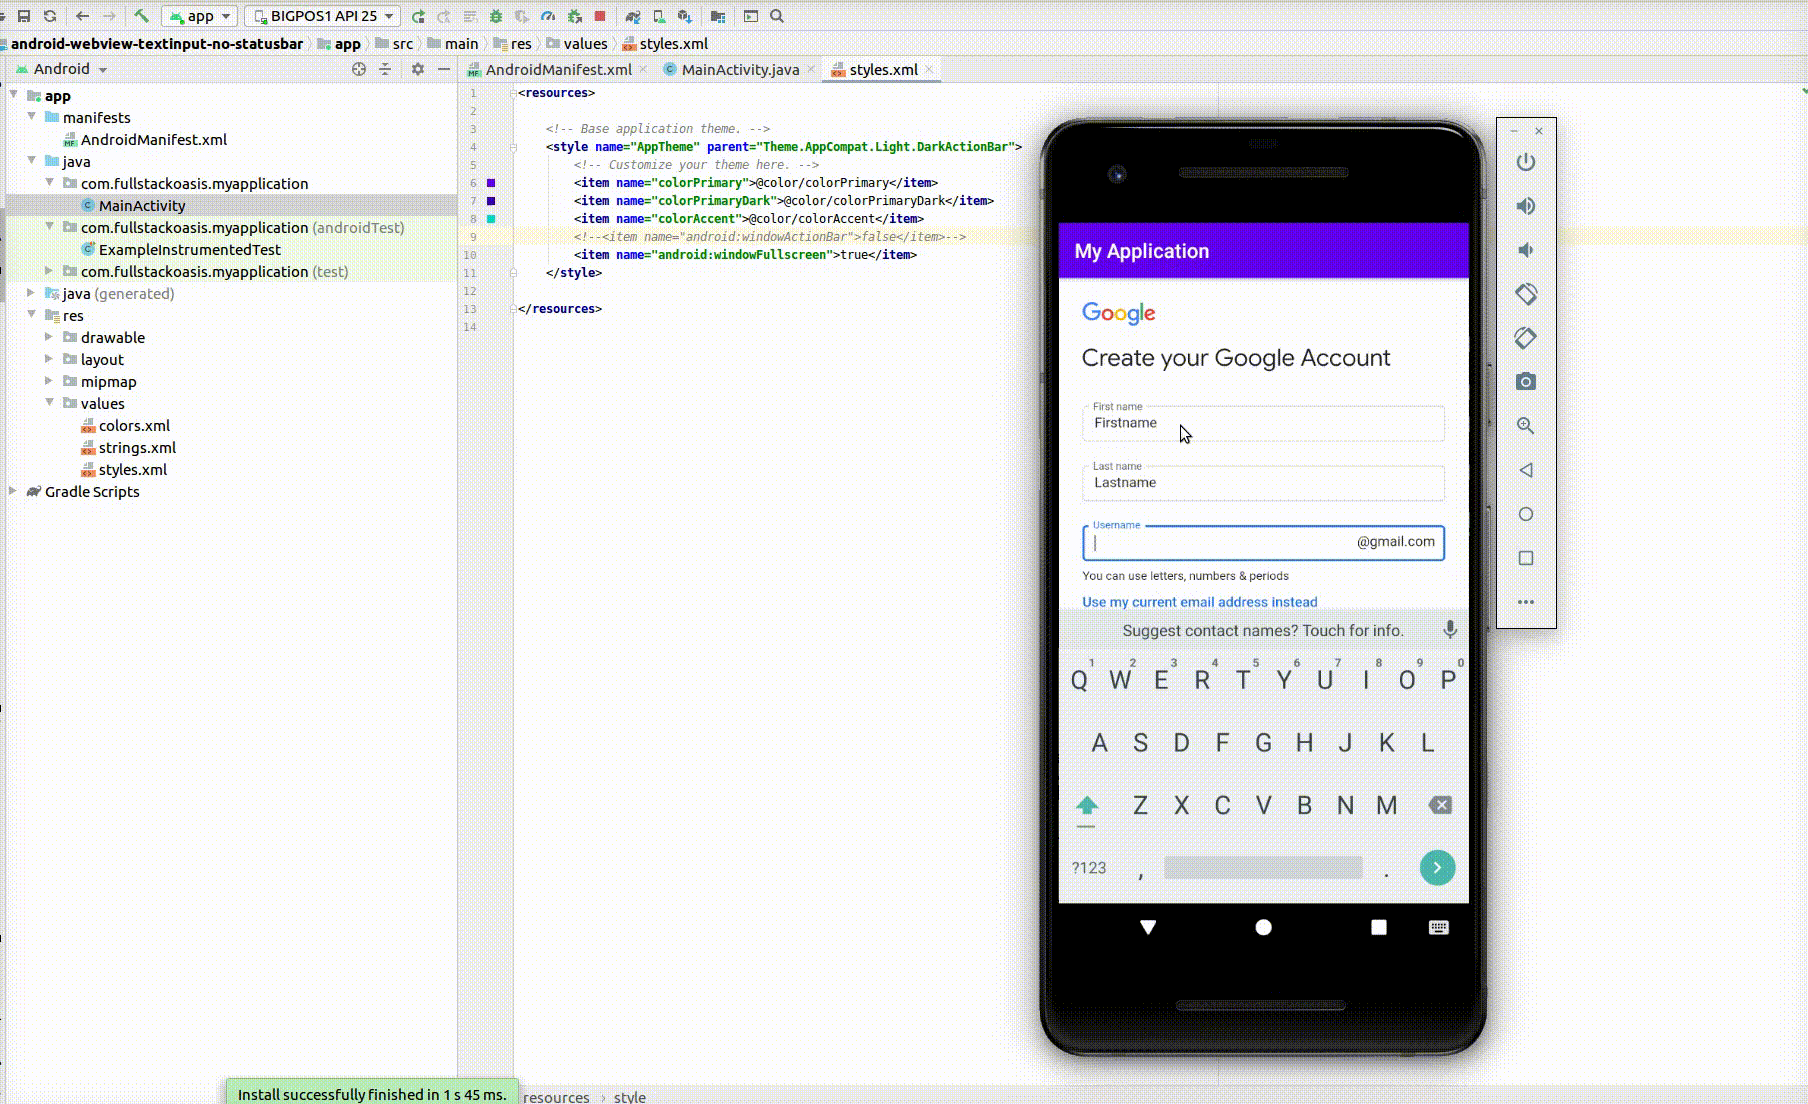 app
BIGPOS1 API 25
android-webview-textinput-no-statusbar app src main res values styles.xml
Android
app
manifests
AndroidManifest.xml
java
com.fullstackoasis.myapplication
MainActivity
com.fullstackoasis.myapplication (androidTest)
ExampleInstrumentedTest
com.fullstackoasis.myapplication (test)
java (generated)
res
drawable
layout
mipmap
values
colors.xml
strings.xml
styles.xml
Gradle Scripts
AndroidManifest.xml MainActivity.java styles.xml
1 <resources>
2
3 <!-- Base application theme. -->
4 <style name="AppTheme" parent="Theme.AppCompat.Light.DarkActionBar">
5 <!-- Customize your theme here. -->
6 <item name="colorPrimary">@color/colorPrimary</item>
7 <item name="colorPrimaryDark">@color/colorPrimaryDark</item>
8 <item name="colorAccent">@color/colorAccent</item>
9 <!--<item name="android:windowActionBar">false</item>-->
10 <item name="android:windowFullscreen">true</item>
11 </style>
12
13 </resources>
14
My Application
Google
Create your Google Account
First name
Firstname
Last name
Lastname
Username
@gmail.com
You can use letters, numbers & periods
Use my current email address instead
Suggest contact names? Touch for info.
1 2 3 4 5 6 7 8 9 0
Q W E R T Y U I O P
A S D F G H J K L
Z X C V B N M
?123 , .
Install successfully finished in 1 s 45 ms.
resources › style